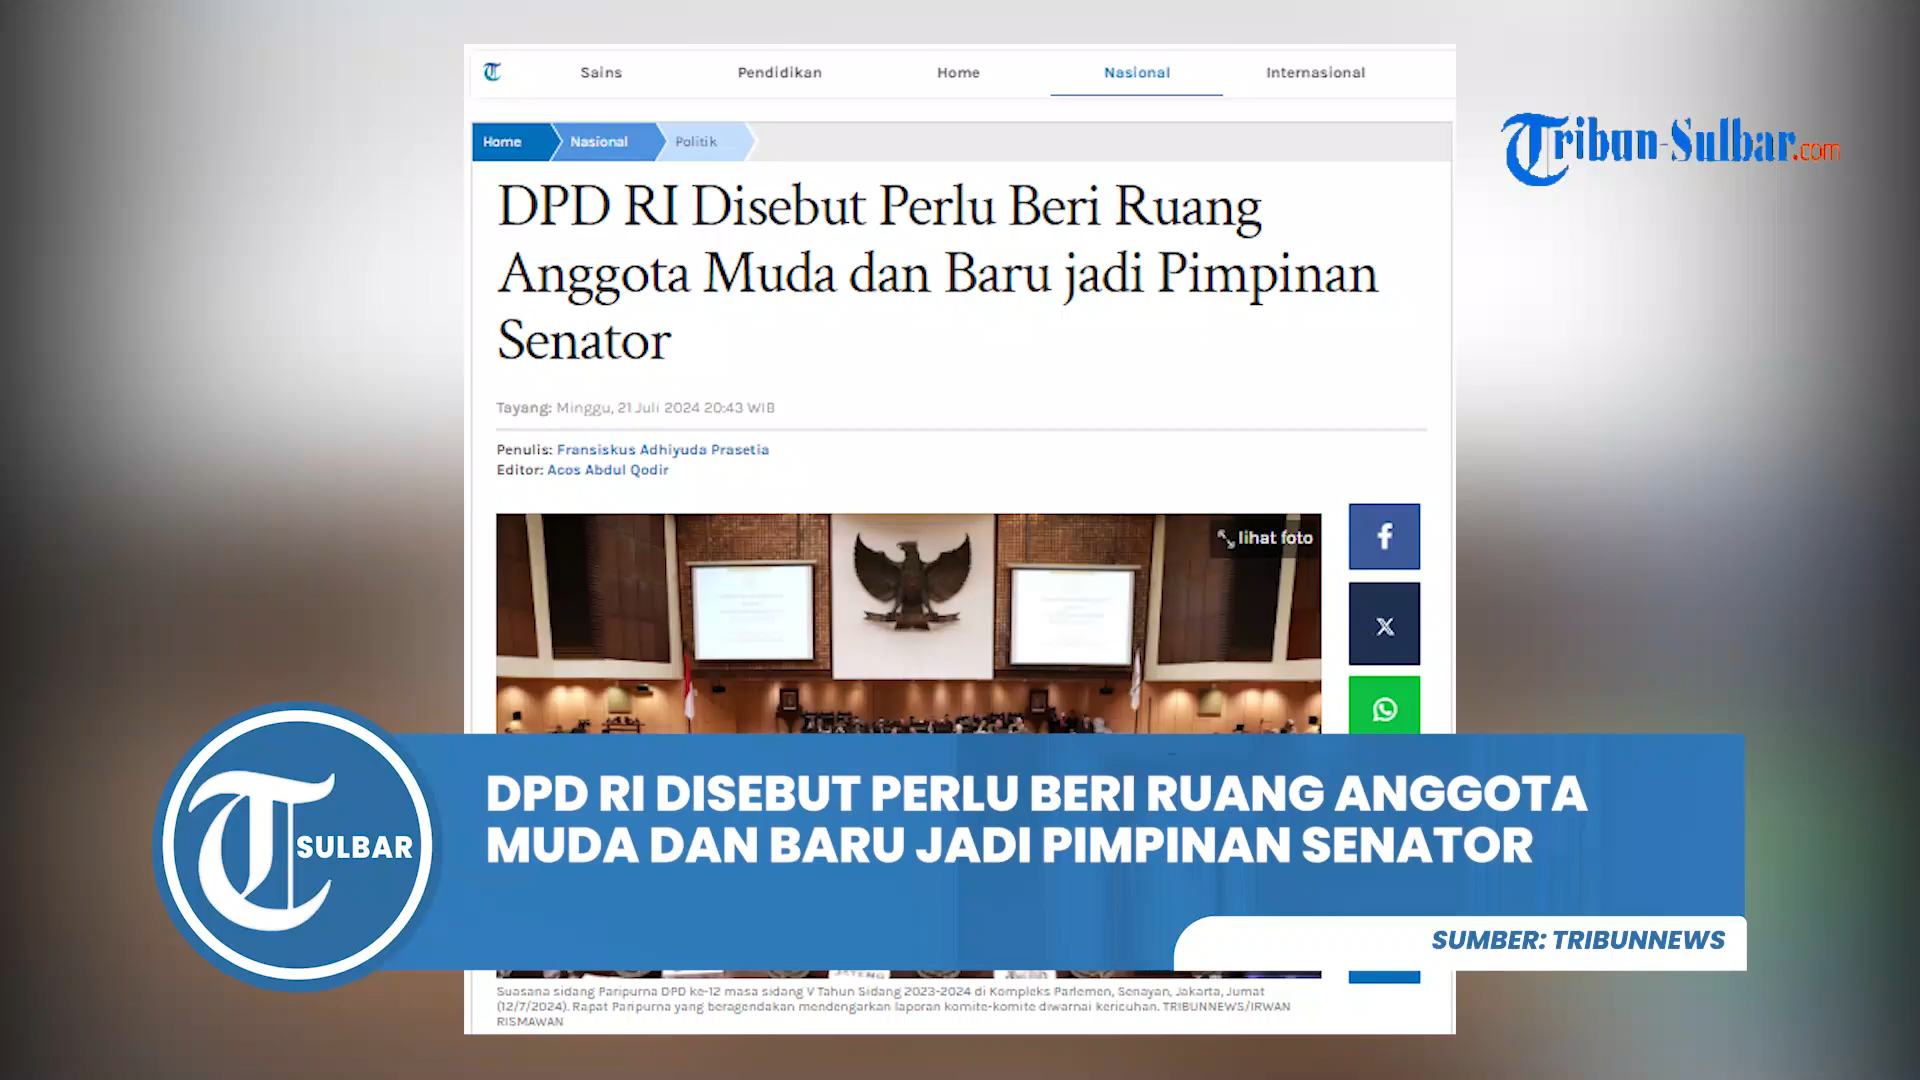 Sains Pendidikan Home Nasional Internasional
Tribun-Sulbar.com
Home Nasional Politik
DPD RI Disebut Perlu Beri Ruang
Anggota Muda dan Baru jadi Pimpinan
Senator
Tayang: Minggu, 21 Juli 2024 20:43 WIB
Penulis: Fransiskus Adhiyuda Prasetia
Editor: Acos Abdul Qodir
lihat foto
SULBAR
DPD RI DISEBUT PERLU BERI RUANG ANGGOTA
MUDA DAN BARU JADI PIMPINAN SENATOR
SUMBER: TRIBUNNEWS
JATENG
Suasana sidang Paripurna DPD ke-12 masa sidang V Tahun Sidang 2023-2024 di Kompleks Parlemen, Senayan, Jakarta, Jumat
(12/7/2024). Rapat Paripurna yang beragendakan mendengarkan laporan komite-komite diwarnai kericuhan. TRIBUNNEWS/IRWAN
RISMAWAN